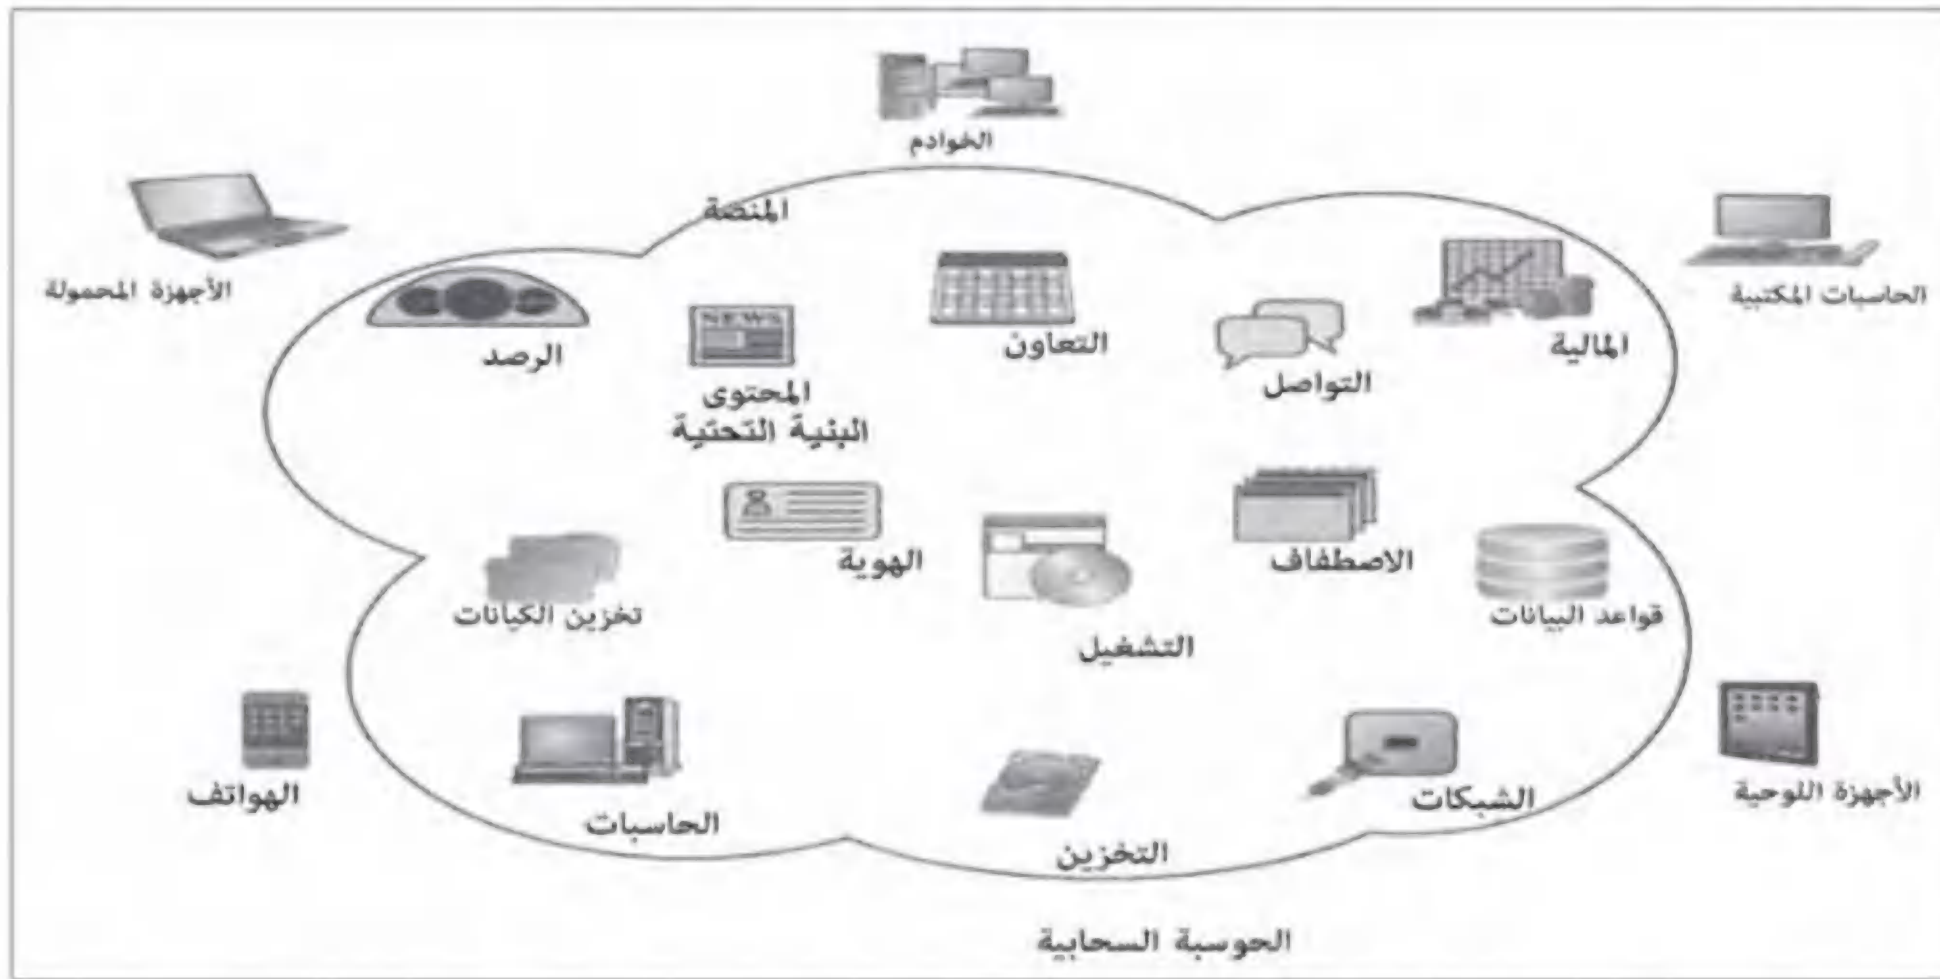 الخوادم
المنصة
الأجهزة المحمولة
الحاسبات المكتبية
المالية
التواصل
التعاون
NEWS
المحتوى
الرصد
البنية التحتية
الاصطفاف
الهوية
قواعد البيانات
التشغيل
تخزين الكيانات
الأجهزة اللوحية
الشبكات
التخزين
الحاسبات
الهواتف
الحوسبة السحابية